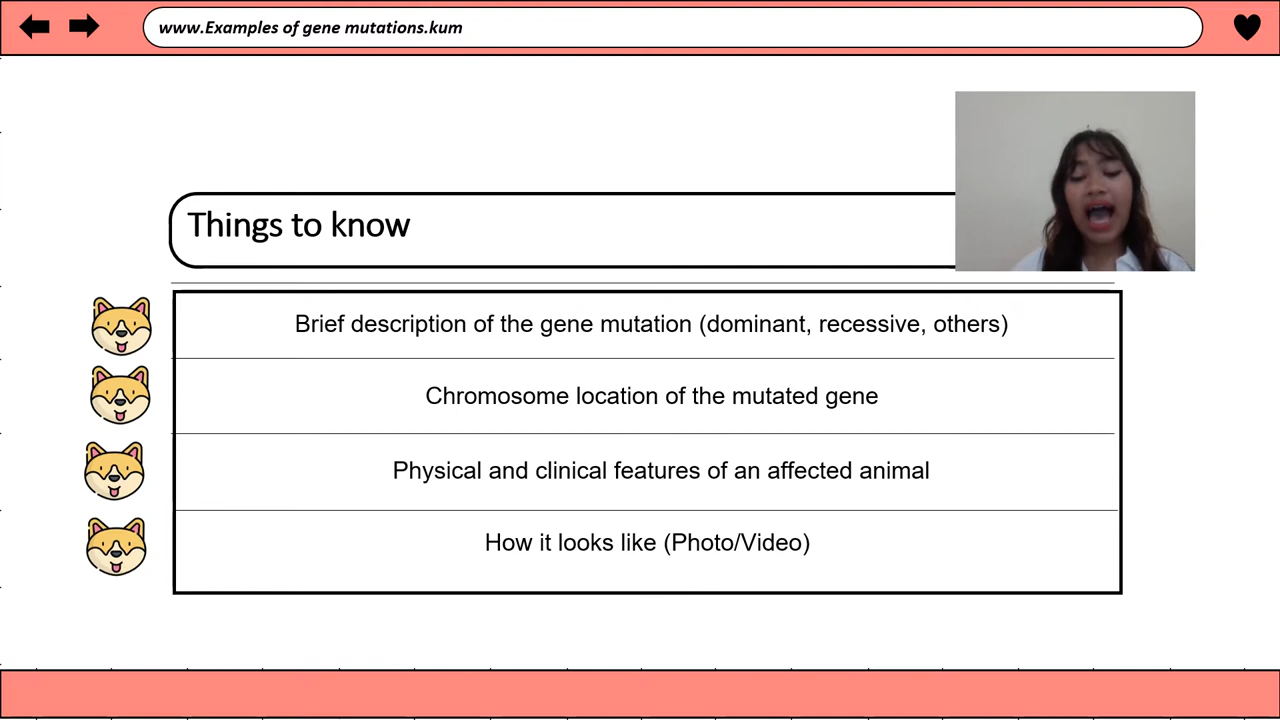 www.Examples of gene mutations.kum
Things to know
Brief description of the gene mutation (dominant, recessive, others)
Chromosome location of the mutated gene
Physical and clinical features of an affected animal
How it looks like (Photo/Video)